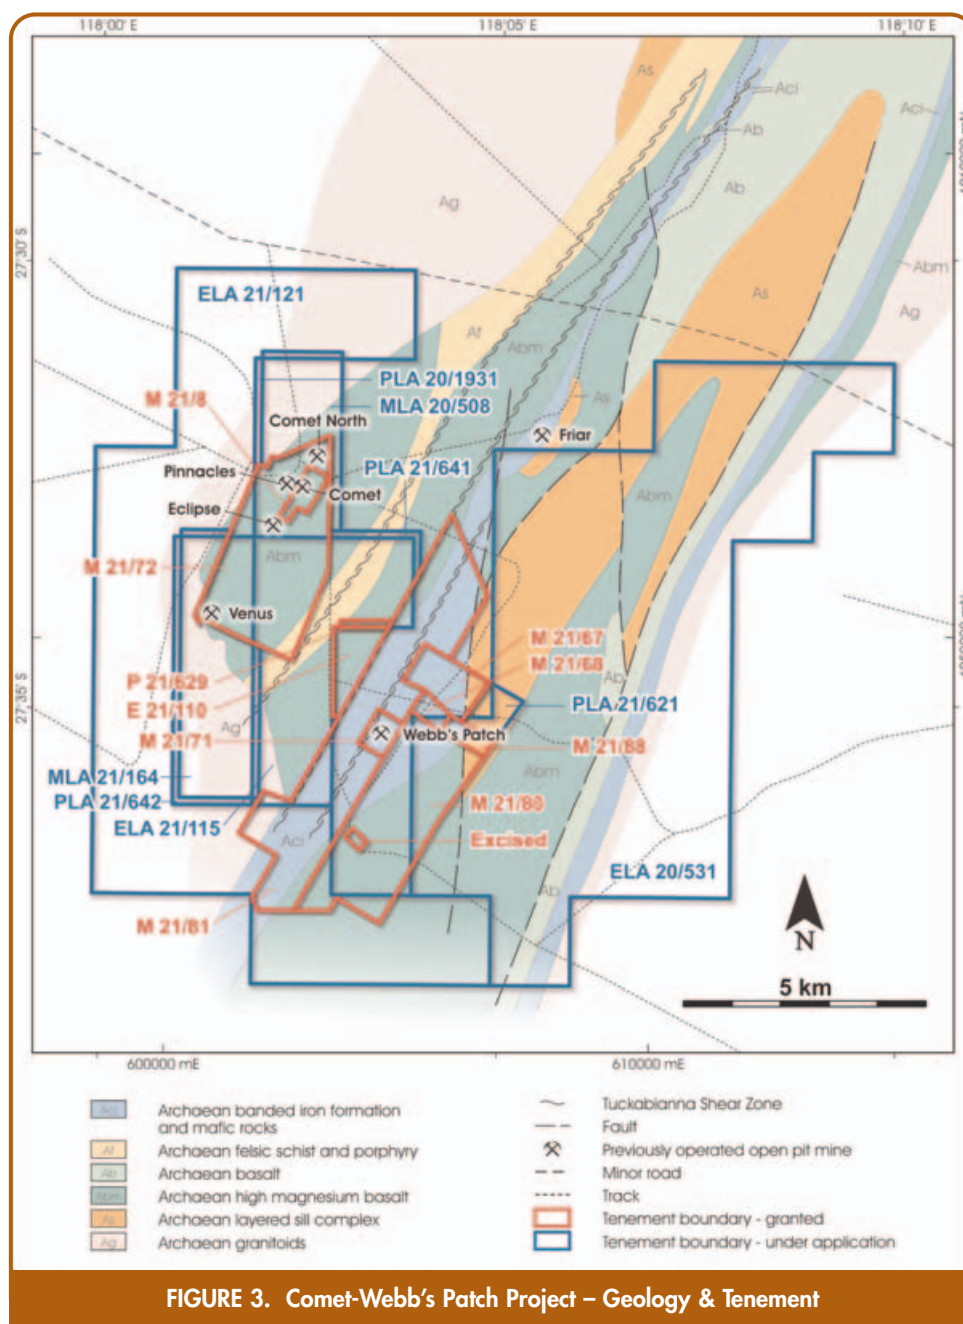 118°00' E
118°05' E
118°10' E
27°30' S
27°35' S
As
Aci
Aci
Ab
Ab
Ag
As
Abm
Ag
Af
Abm
As
ELA 21/121
PLA 20/1931
MLA 20/508
M 21/8
Comet North
Friar
PLA 21/641
Pinnacles
Comet
Eclipse
Abm
Abm
M 21/72
Venus
M 21/67
M 21/68
P 21/629
E 21/110
Ab
PLA 21/621
Ag
M 21/71
Webb's Patch
M 21/88
Abm
MLA 21/164
PLA 21/642
M 21/80
ELA 21/115
Aci
Excised
ELA 20/531
Ab
M 21/81
N
5 km
600000 mE
610000 mE
Aci
Archaean banded iron formation
and mafic rocks
Af
Archaean felsic schist and porphyry
Ab
Archaean basalt
Abm
Archaean high magnesium basalt
As
Archaean layered sill complex
Ag
Archaean granitoids
Tuckabianna Shear Zone
Fault
Previously operated open pit mine
Minor road
Track
Tenement boundary - granted
Tenement boundary - under application
FIGURE 3. Comet-Webb's Patch Project – Geology & Tenement